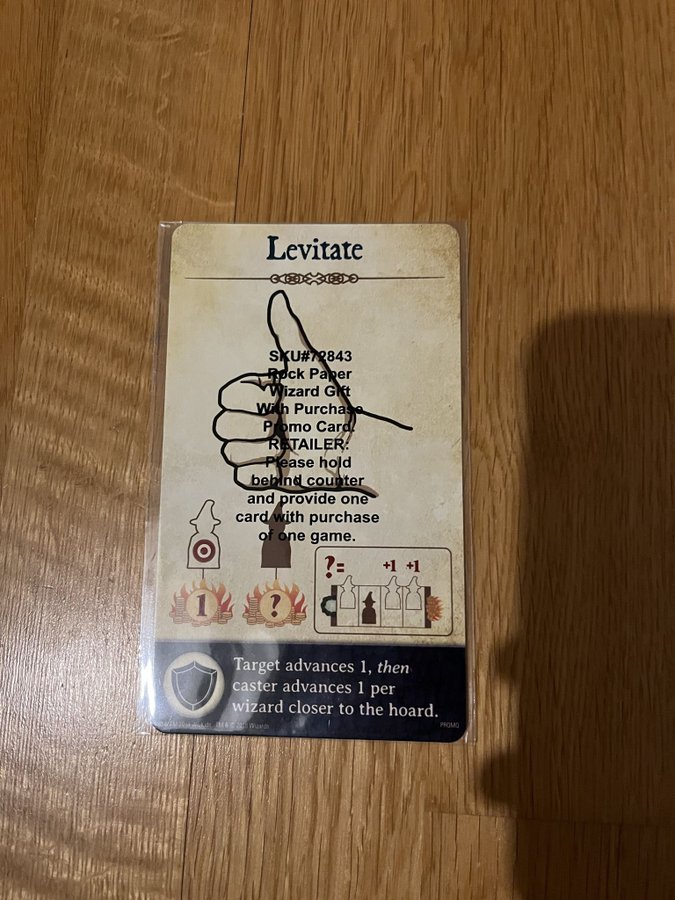 Levitate
SKU#72843
Rock Paper
Wizard Gift
With Purchase
Promo Card.
RETAILER:
Please hold
behind counter
and provide one
card with purchase
of one game.
?= +1 +1
1 ?
Target advances 1, then
caster advances 1 per
wizard closer to the hoard.
Wizards PROMO